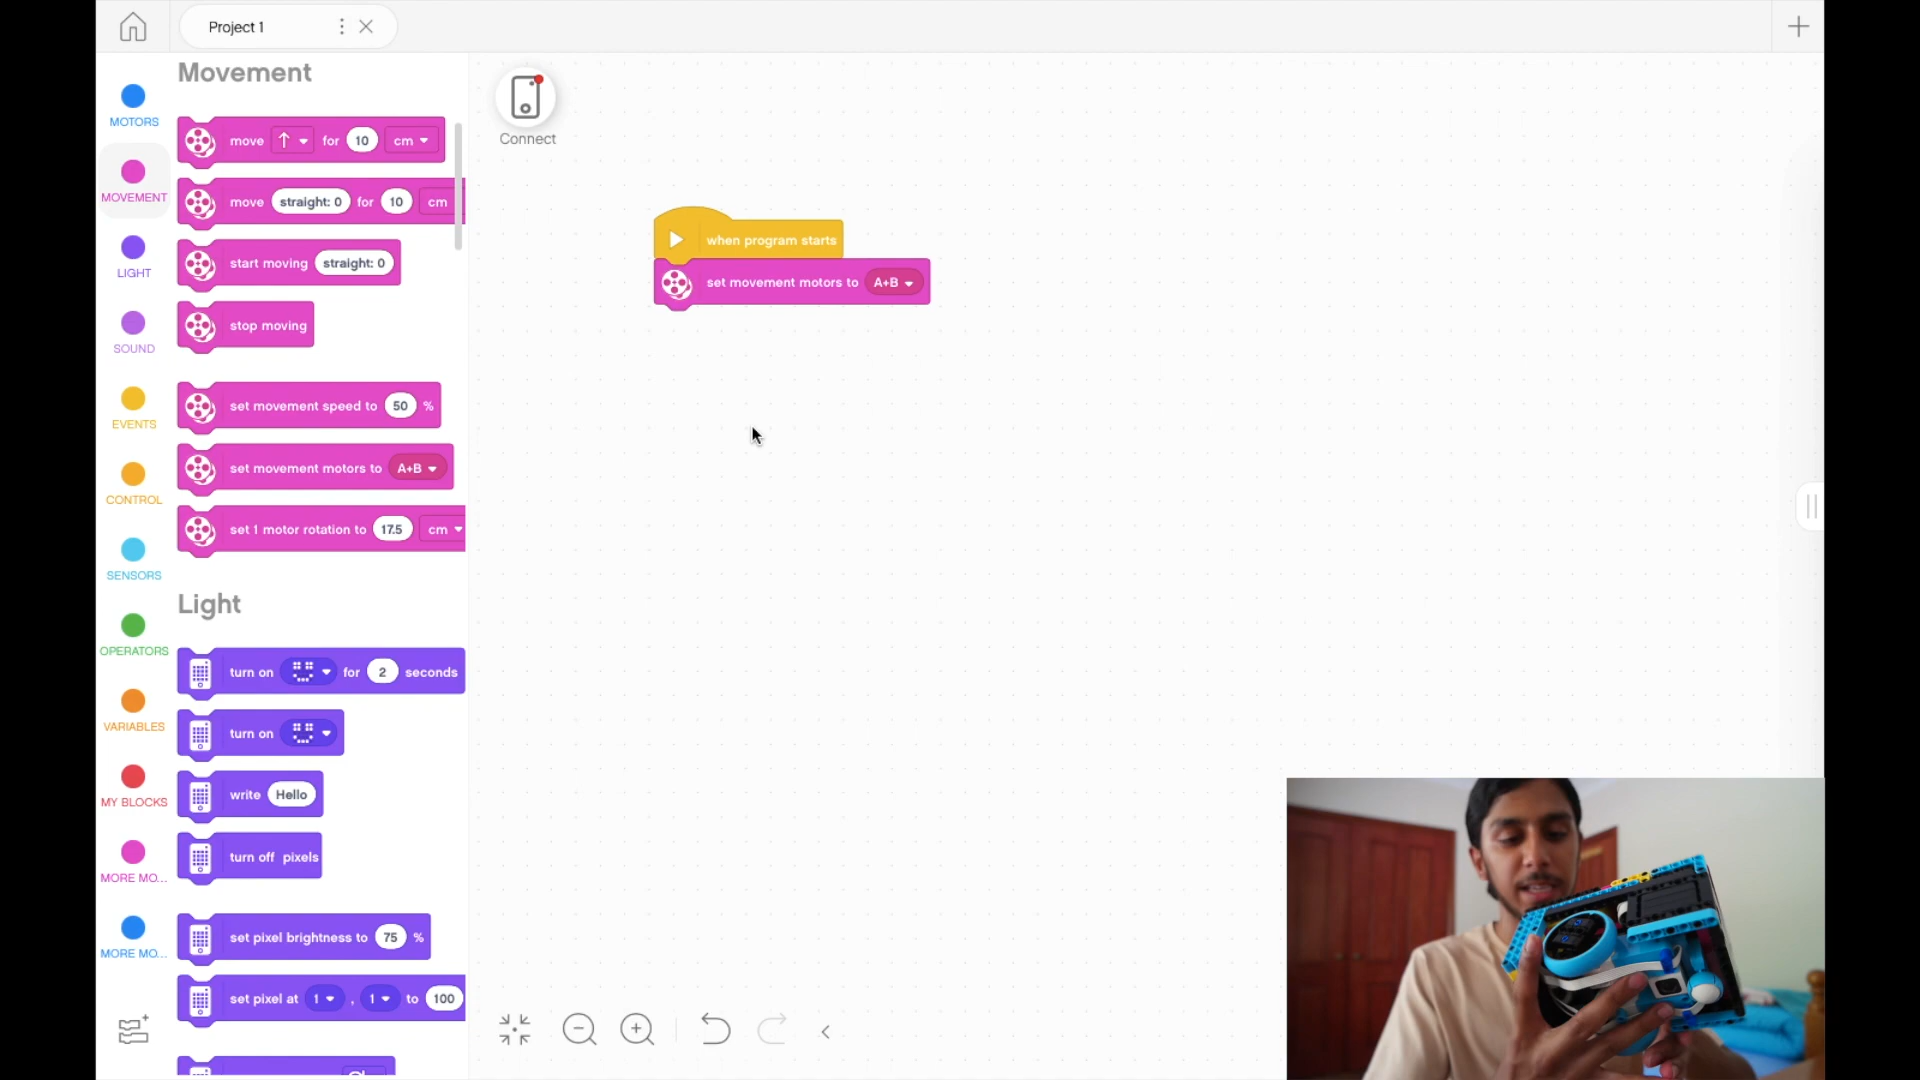 Project 1
Movement
MOTORS
move for 10 cm
MOVEMENT
move straight: 0 for 10 cm
LIGHT
start moving straight: 0
SOUND
stop moving
EVENTS
set movement speed to 50 %
CONTROL
set movement motors to A+B
SENSORS
set 1 motor rotation to 17.5 cm
OPERATORS
Light
VARIABLES
turn on for 2 seconds
MY BLOCKS
turn on
MORE MO...
write Hello
MORE MO...
turn off pixels
set pixel brightness to 75 %
set pixel at 1 , 1 to 100
Connect
when program starts
set movement motors to A+B